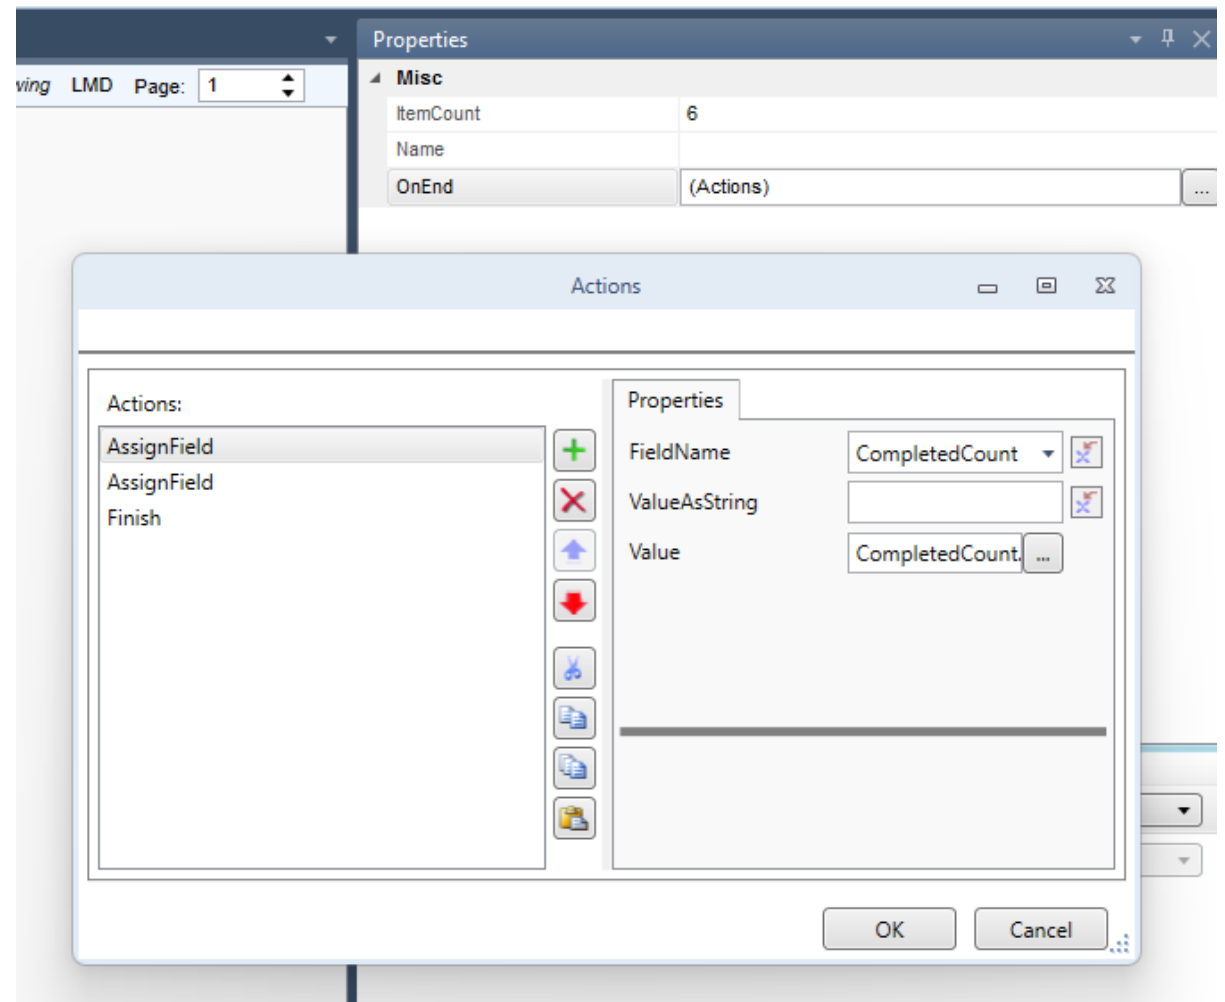 Properties
LMD Page: 1
Misc
ItemCount 6
Name
OnEnd (Actions) ...
Actions
Actions:
AssignField
AssignField
Finish
Properties
FieldName CompletedCount
ValueAsString
Value CompletedCount. ...
OK Cancel